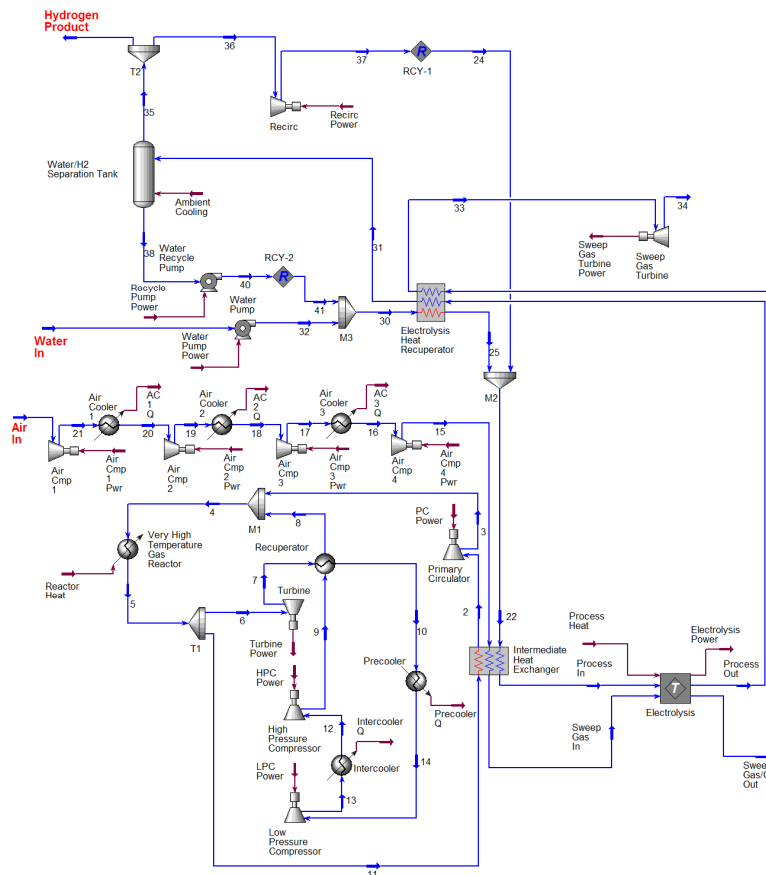 Hydrogen
Product
36
37
24
R
T2
RCY-1
35
Recirc
Recirc
Power
Water/H2
Separation Tank
Ambient
Cooling
33
34
Sweep
Gas
Turbine
Power
Sweep
Gas
Turbine
31
38
Water
Recycle
Pump
RCY-2
R
40
41
Recycle
Pump
Power
Water
Pump
32
M3
30
Electrolysis
Heat
Recuperator
Water
In
Water
Pump
Power
25
M2
Air
In
21
Air
Cooler
1
AC
1
Q
20
19
Air
Cooler
2
AC
2
Q
18
17
Air
Cooler
3
AC
3
Q
16
15
Air
Cmp
1
Air
Cmp
1
Pwr
Air
Cmp
2
Air
Cmp
2
Pwr
Air
Cmp
3
Air
Cmp
3
Pwr
Air
Cmp
4
Air
Cmp
4
Pwr
4
M1
8
PC
Power
3
Primary
Circulator
Very High
Temperature
Gas
Reactor
Recuperator
Reactor
Heat
5
7
Turbine
6
T1
9
2
22
10
Turbine
Power
HPC
Power
Precooler
Precooler
Q
Intermediate
Heat
Exchanger
Process
Heat
Electrolysis
Power
Process
In
Process
Out
T
Electrolysis
High
Pressure
Compressor
12
Intercooler
Q
Intercooler
14
Sweep
Gas
In
LPC
Power
13
Low
Pressure
Compressor
Swee
Gas/
Out
11